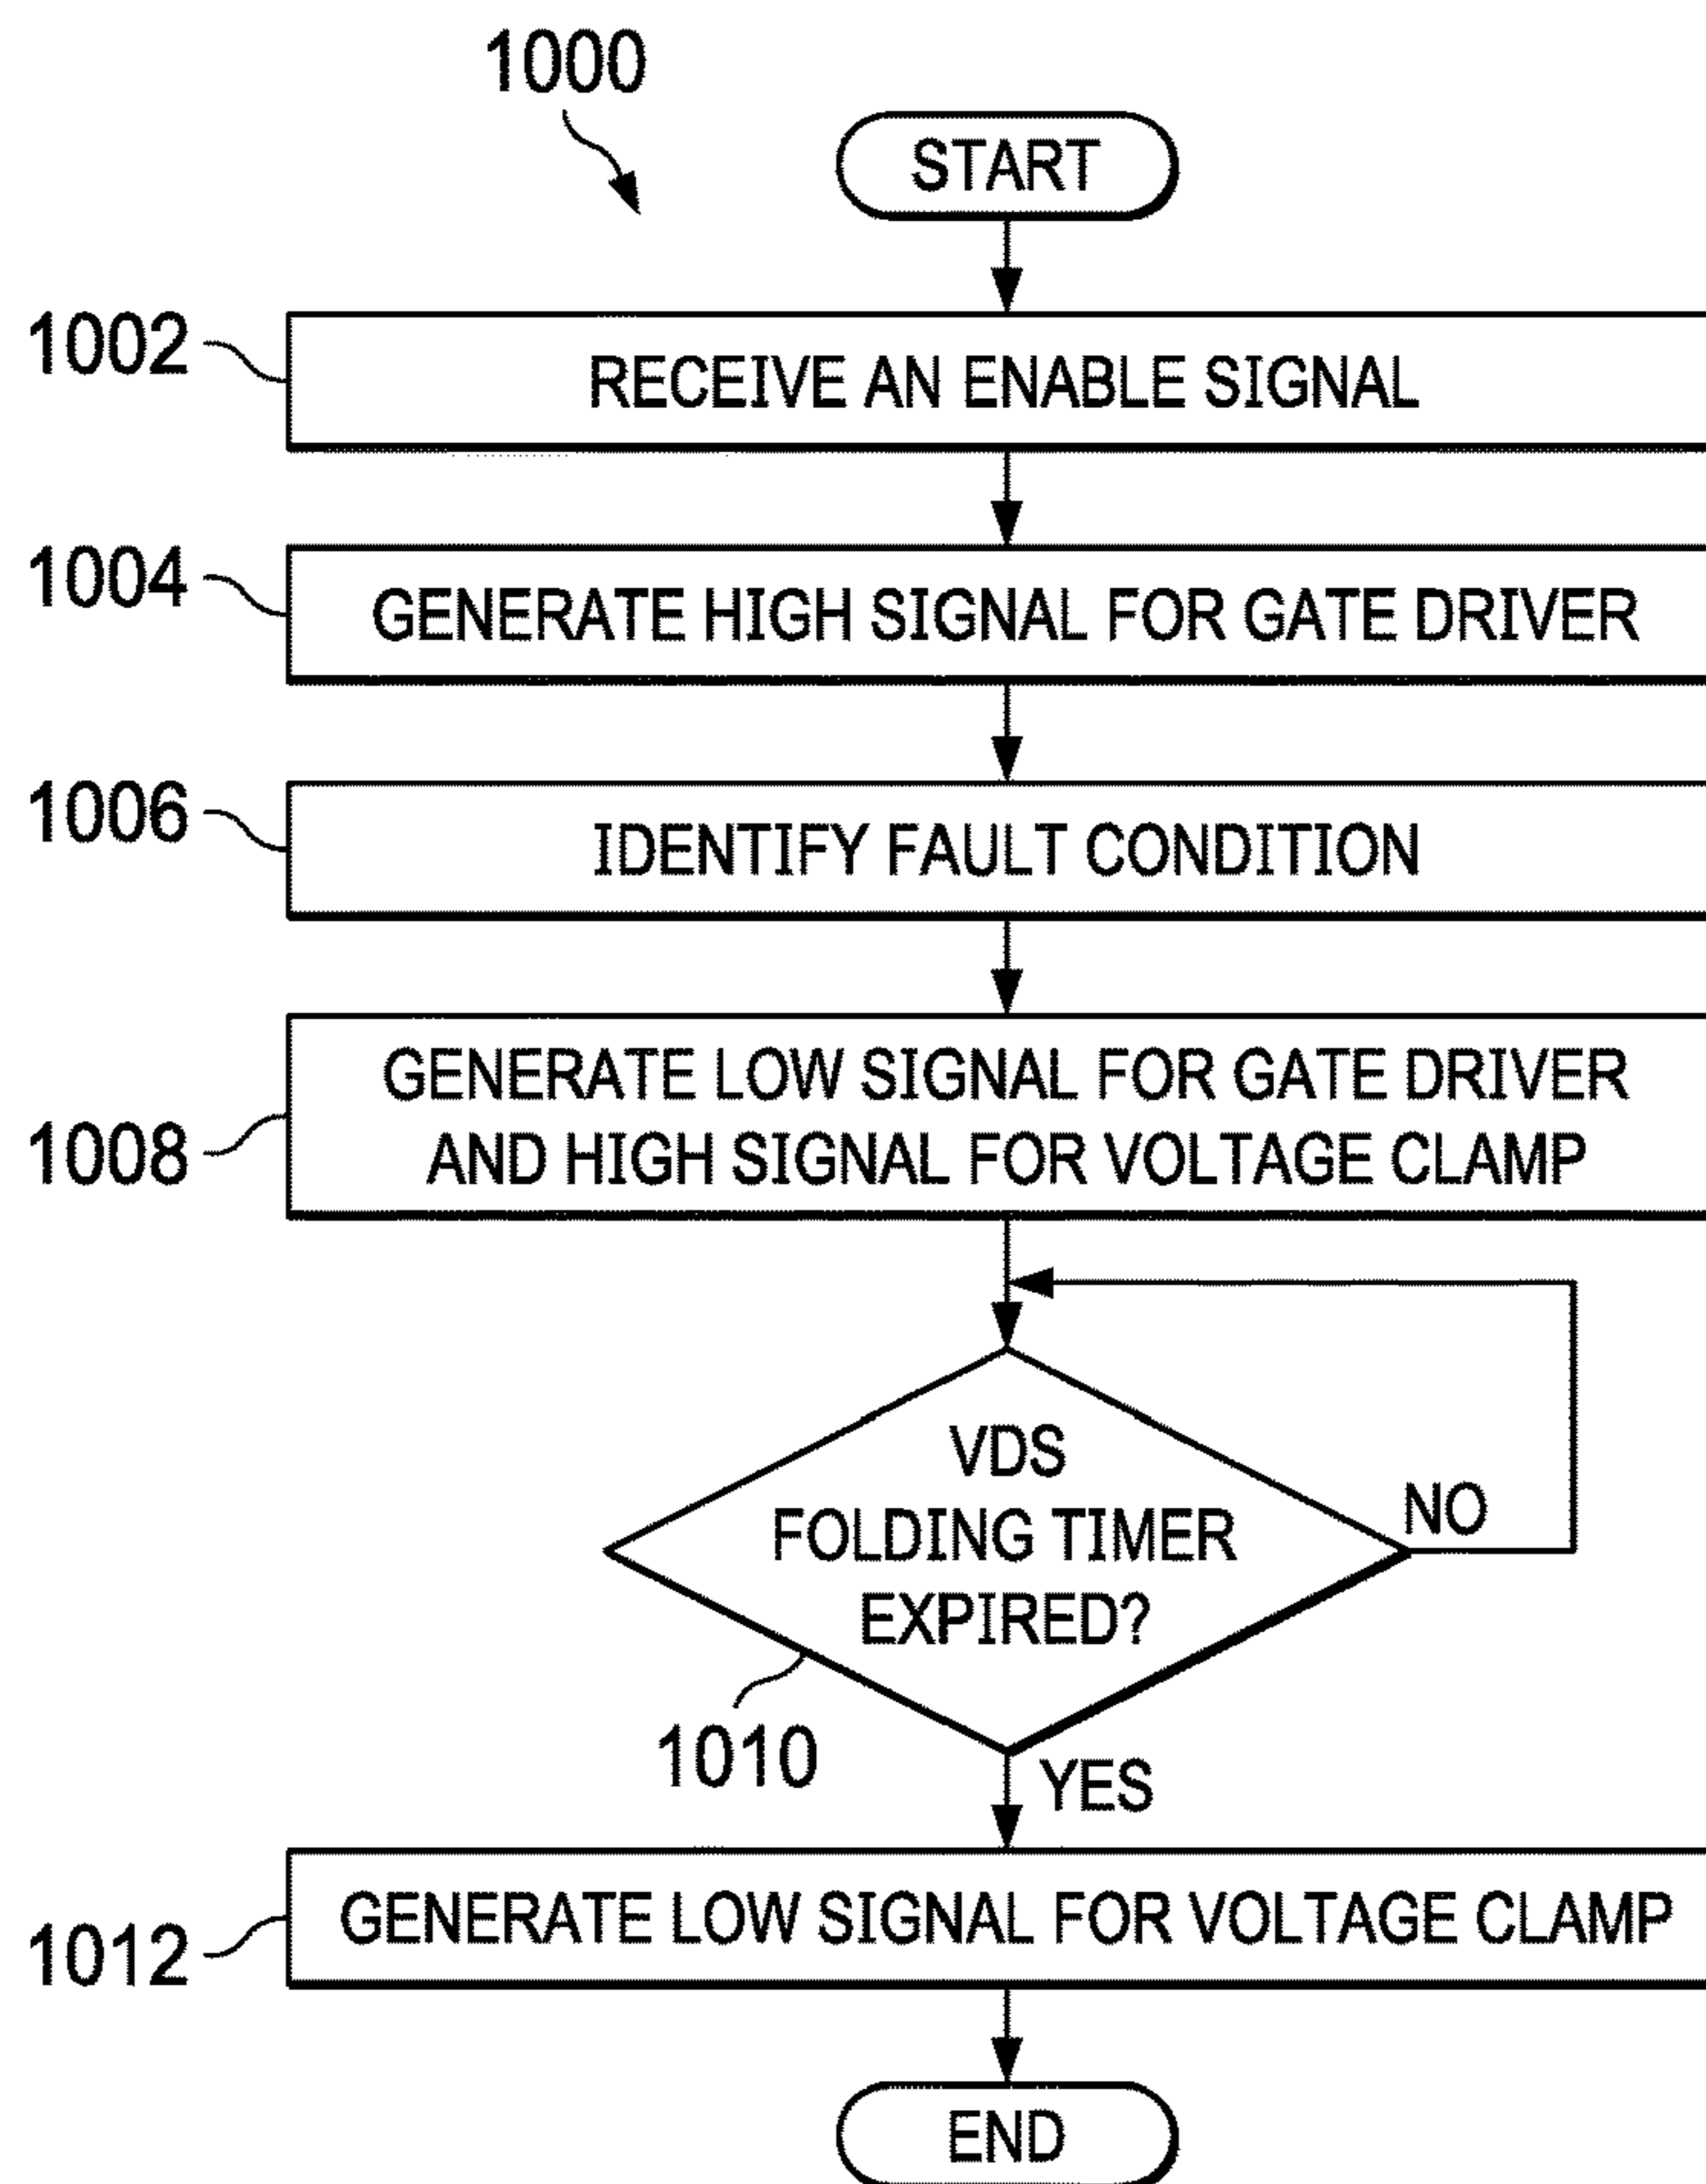 1000
START
1002
RECEIVE AN ENABLE SIGNAL
1004
GENERATE HIGH SIGNAL FOR GATE DRIVER
1006
IDENTIFY FAULT CONDITION
1008
GENERATE LOW SIGNAL FOR GATE DRIVER
AND HIGH SIGNAL FOR VOLTAGE CLAMP
VDS
FOLDING TIMER
EXPIRED?
NO
1010
YES
1012
GENERATE LOW SIGNAL FOR VOLTAGE CLAMP
END